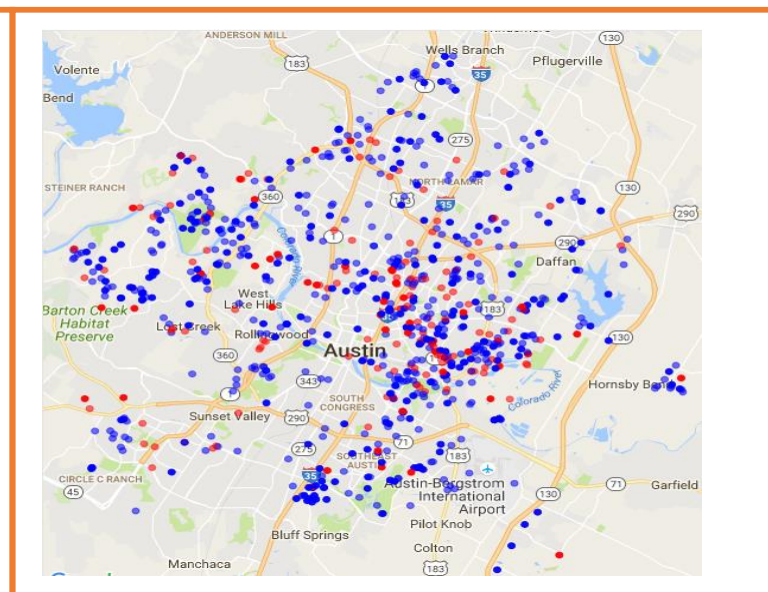 ANDERSON MILL
Wells Branch
130
183
35
Volente
Pflugerville
Bend
275
STEINER RANCH
NORTH LAMAR
360
130
35
290
1
290
Daffan
West
Lake Hills
183
Barton Creek
Habitat
Preserve
Lost Creek
Rollingwood
130
Austin
360
343
Hornsby
Colorado River
SOUTH
CONGRESS
Sunset Valley
290
71
275
SOUTHEAST
AUSTIN
183
35
CIRCLE C RANCH
45
Austin-Bergstrom
International
Airport
130
71
Garfield
Pilot Knob
Bluff Springs
Colton
Manchaca
183